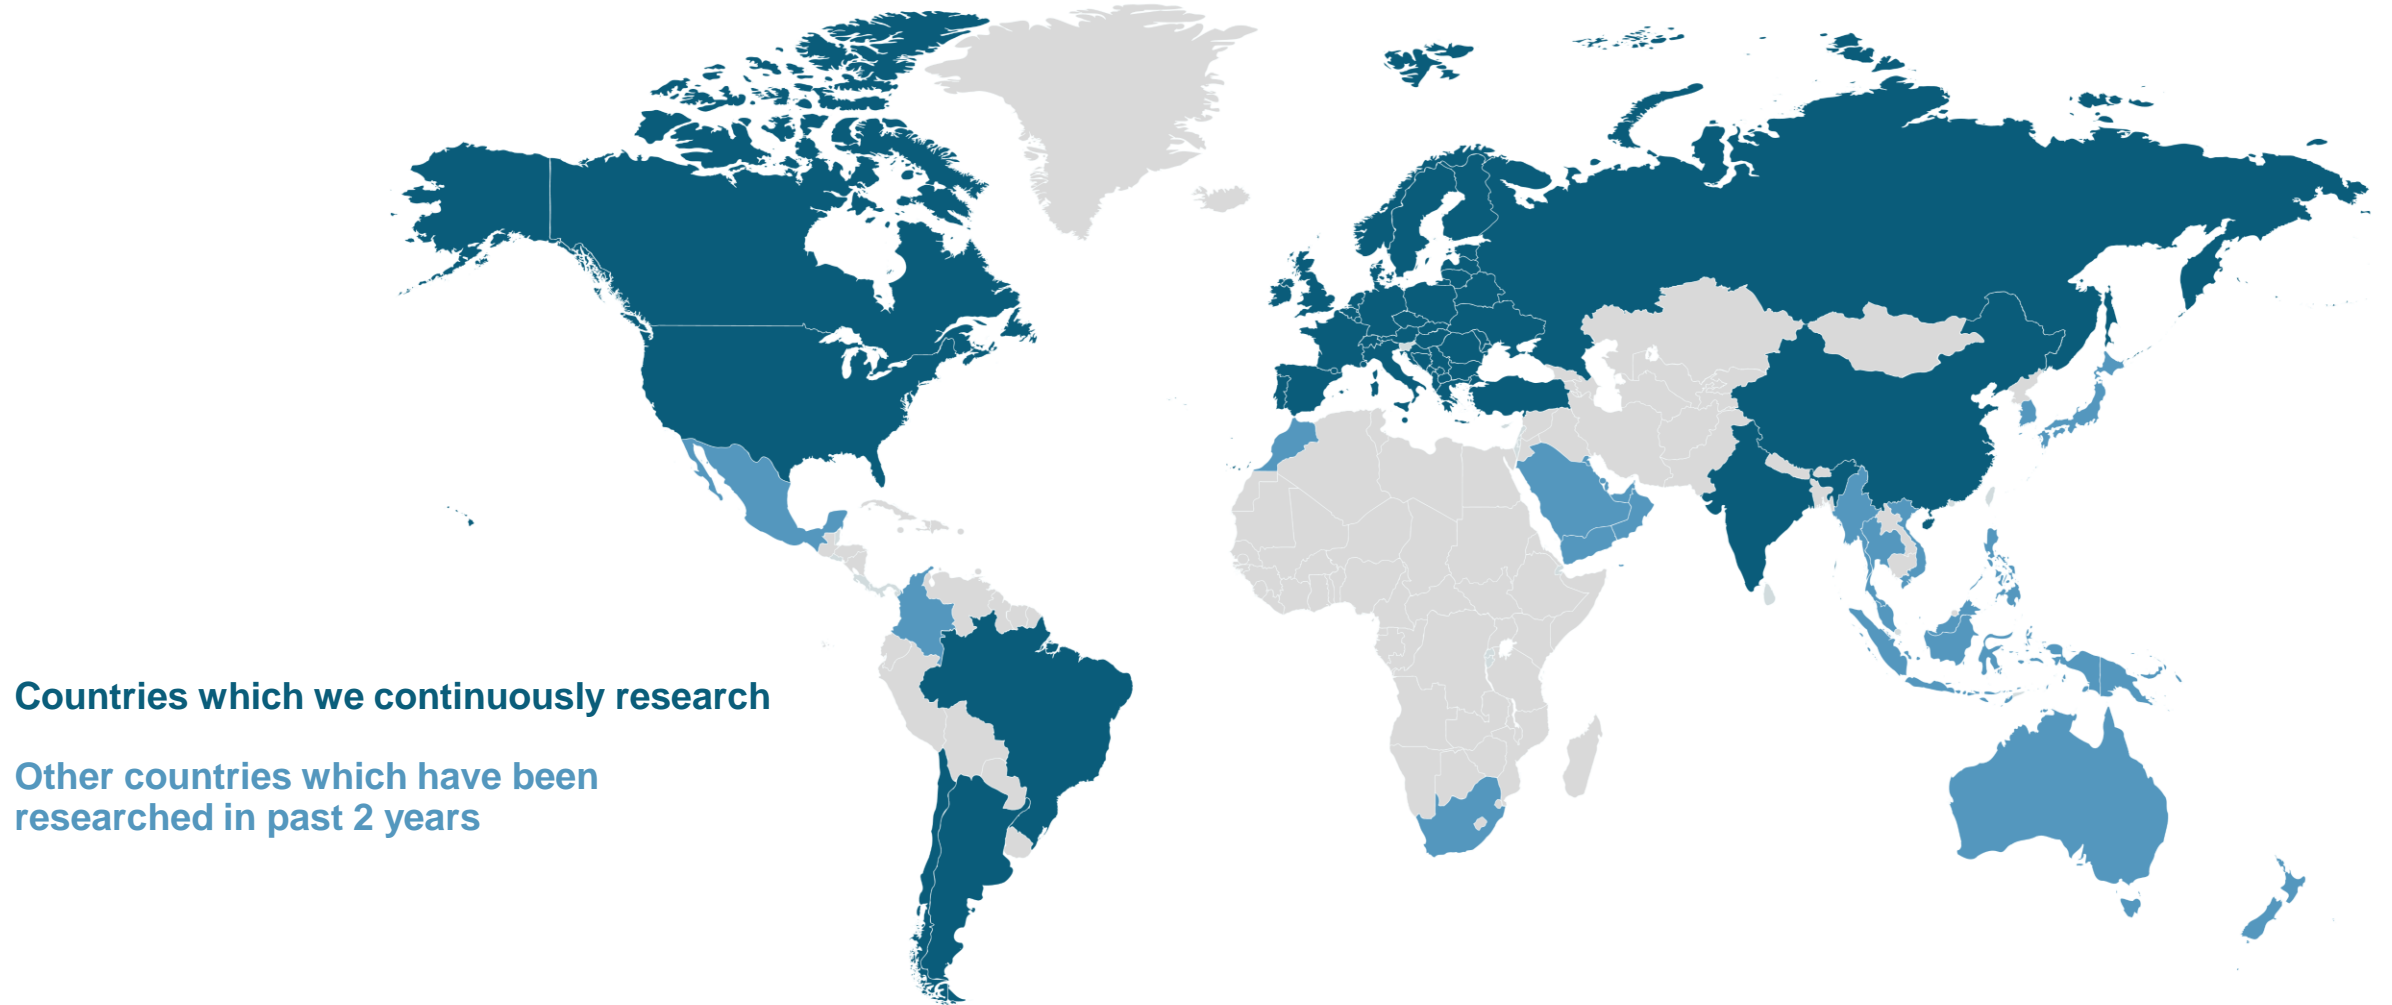 Countries which we continuously research
Other countries which have been
researched in past 2 years